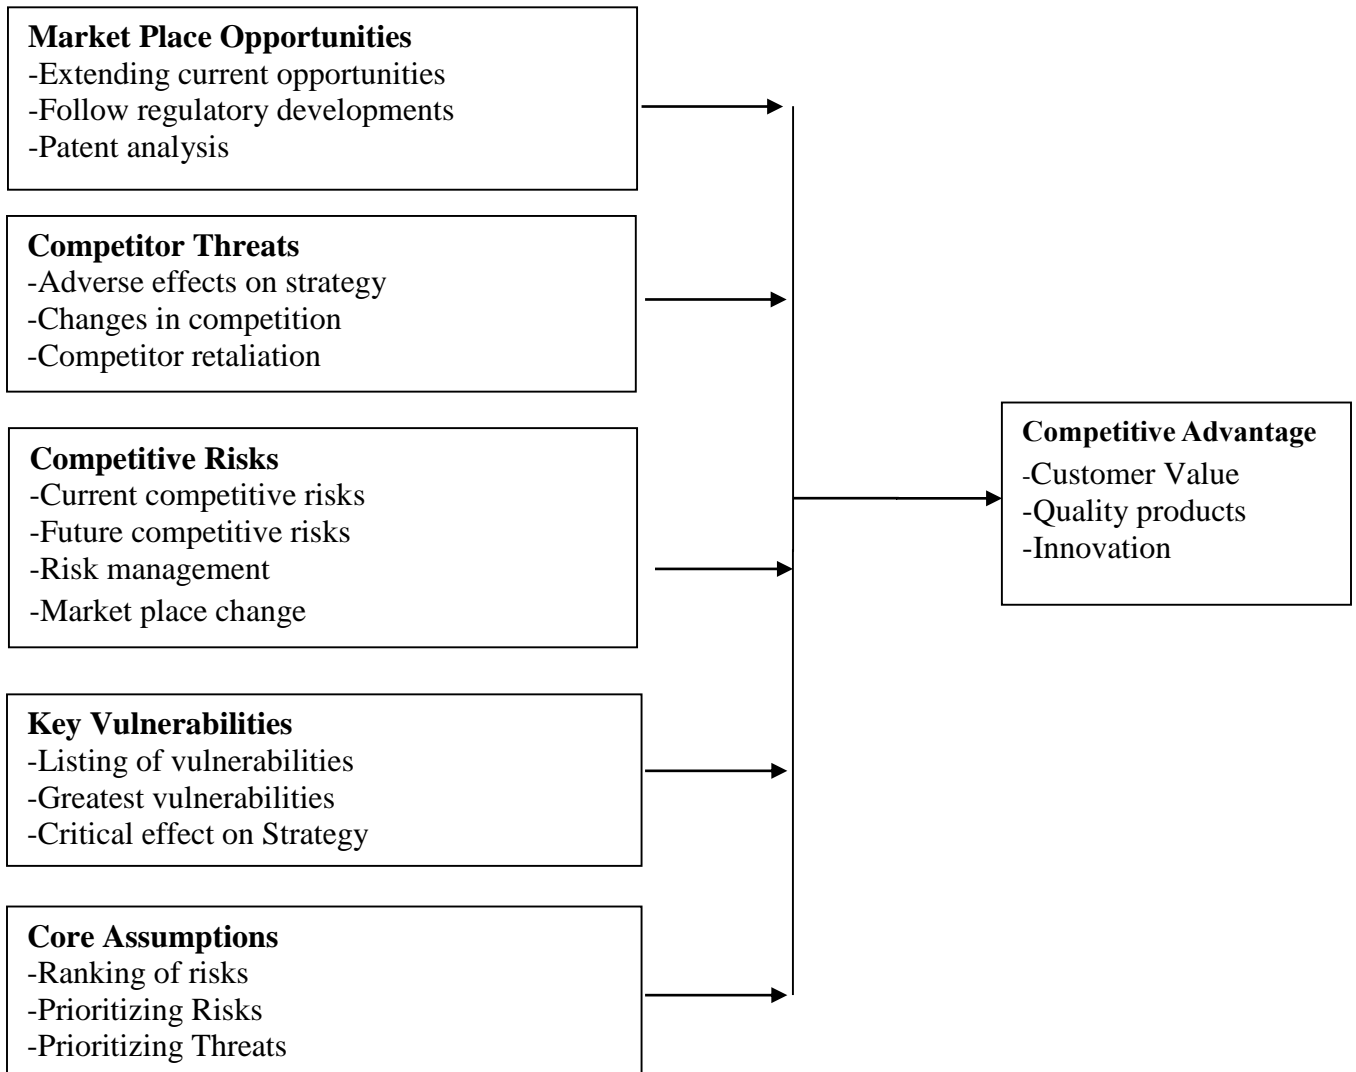 Market Place Opportunities
-Extending current opportunities
-Follow regulatory developments
-Patent analysis
Competitor Threats
-Adverse effects on strategy
-Changes in competition
-Competitor retaliation
Competitive Risks
-Current competitive risks
-Future competitive risks
-Risk management
-Market place change
Key Vulnerabilities
-Listing of vulnerabilities
-Greatest vulnerabilities
-Critical effect on Strategy
Core Assumptions
-Ranking of risks
-Prioritizing Risks
-Prioritizing Threats
Competitive Advantage
-Customer Value
-Quality products
-Innovation